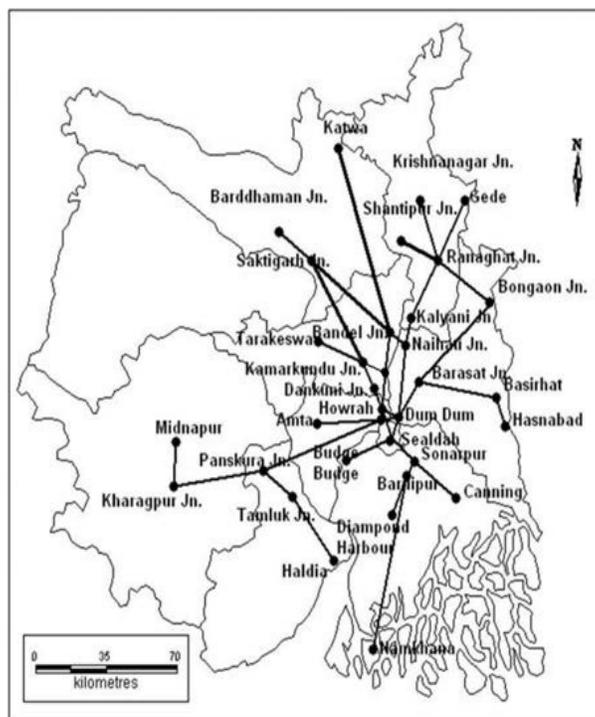 Katwa
N
Krishnanagar Jn.
Barddhaman Jn.
Shantipur Jn.
Gede
Saktigarh Jn.
Ranaghat Jn.
Bongaon Jn.
Kalyani Jn
Tarakeswar
Bandel Jn.
Naihati Jn.
Kamarkundu Jn.
Barasat Jn.
Dankuni Jn.
Basirhat
Howrah
Dum Dum
Amta
Hasnabad
Midnapur
Sealdah
Budge
Budge
Sonarpur
Panskura Jn.
Baruipur
Kharagpur Jn.
Canning
Tamluk Jn.
Diampond
Harbour
Haldia
Namkhana
0 35 70
kilometres